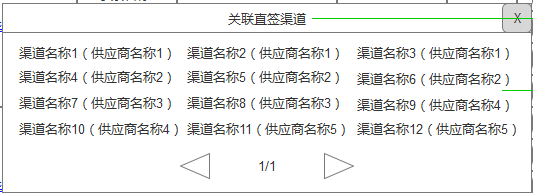 关联直签渠道
X
渠道名称1（供应商名称1） 渠道名称2（供应商名称1） 渠道名称3（供应商名称1）
渠道名称4（供应商名称2） 渠道名称5（供应商名称2） 渠道名称6（供应商名称2）
渠道名称7（供应商名称3） 渠道名称8（供应商名称3） 渠道名称9（供应商名称4）
渠道名称10（供应商名称4） 渠道名称11（供应商名称5） 渠道名称12（供应商名称5）
1/1